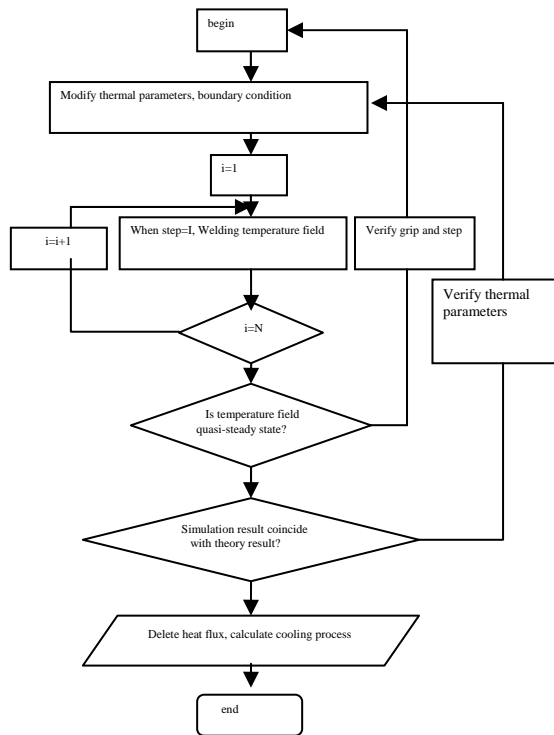 begin
Modify thermal parameters, boundary condition
i=1
i=i+1
When step=I, Welding temperature field
Verify grip and step
Verify thermal
parameters
i=N
Is temperature field
quasi-steady state?
Simulation result coincide
with theory result?
Delete heat flux, calculate cooling process
end